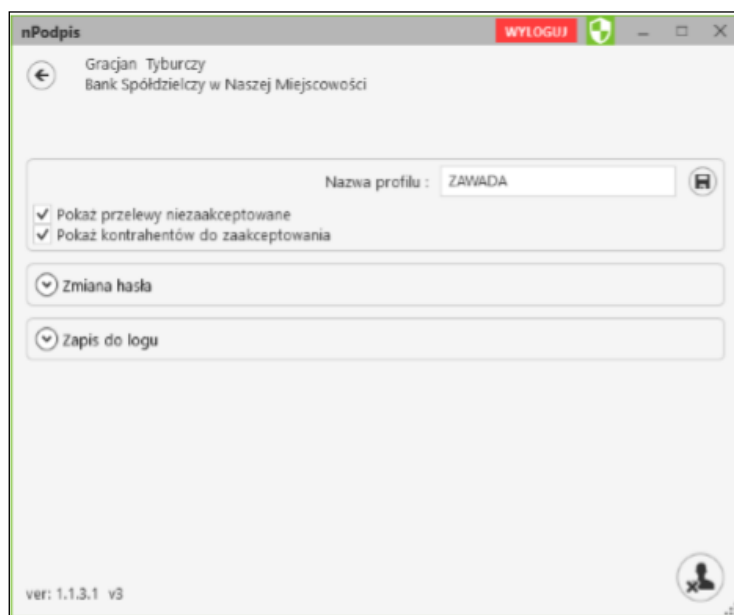 nPodpis WYLOGUJ
Gracjan Tyburczy
Bank Spółdzielczy w Naszej Miejscowości
Nazwa profilu : ZAWADA
Pokaż przelewy niezaakceptowane
Pokaż kontrahentów do zaakceptowania
Zmiana hasła
Zapis do logu
ver: 1.1.3.1 v3